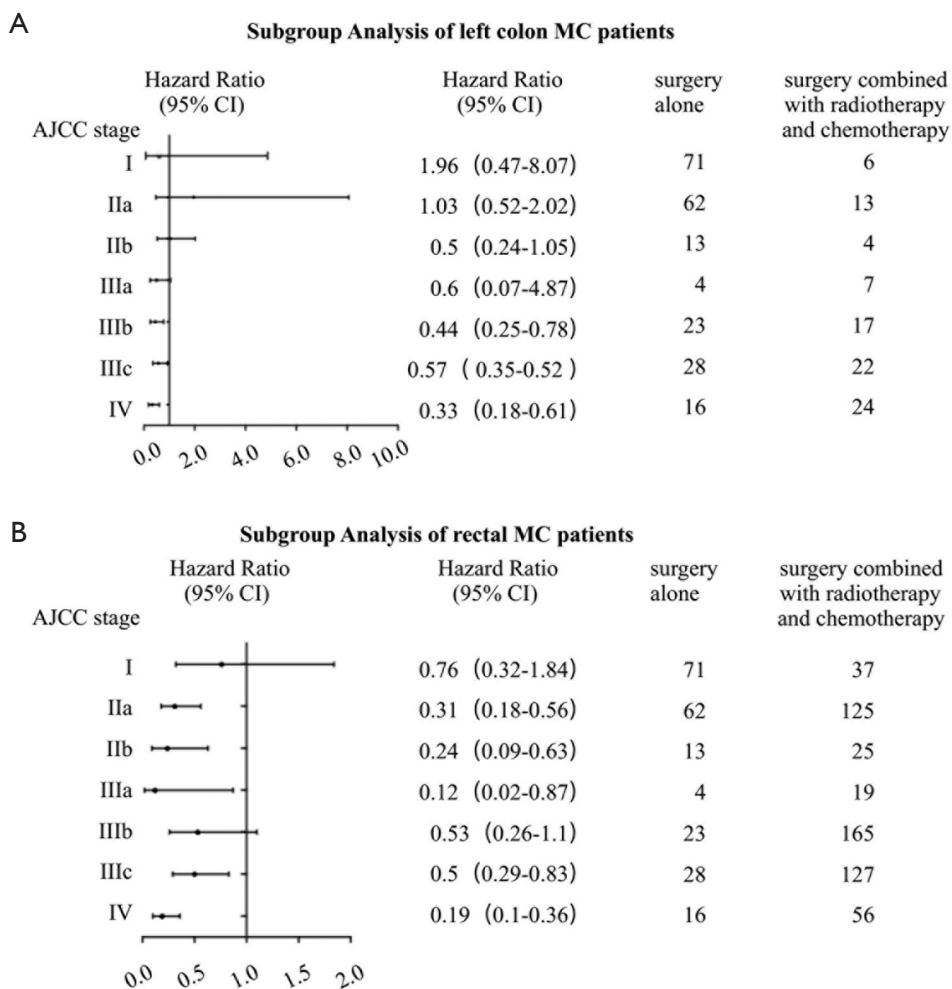 A
Subgroup Analysis of left colon MC patients
Hazard Ratio Hazard Ratio surgery surgery combined
(95% CI) (95% CI) alone with radiotherapy
and chemotherapy
AJCC stage
I 1.96 (0.47-8.07) 71 6
IIa 1.03 (0.52-2.02) 62 13
IIb 0.5 (0.24-1.05) 13 4
IIIa 0.6 (0.07-4.87) 4 7
IIIb 0.44 (0.25-0.78) 23 17
IIIc 0.57 ( 0.35-0.52 ) 28 22
IV 0.33 (0.18-0.61) 16 24
0.0 2.0 4.0 6.0 8.0 10.0
B
Subgroup Analysis of rectal MC patients
Hazard Ratio Hazard Ratio surgery surgery combined
(95% CI) (95% CI) alone with radiotherapy
and chemotherapy
AJCC stage
I 0.76 (0.32-1.84) 71 37
IIa 0.31 (0.18-0.56) 62 125
IIb 0.24 (0.09-0.63) 13 25
IIIa 0.12 (0.02-0.87) 4 19
IIIb 0.53 (0.26-1.1) 23 165
IIIc 0.5 (0.29-0.83) 28 127
IV 0.19 (0.1-0.36) 16 56
0.0 0.5 1.0 1.5 2.0